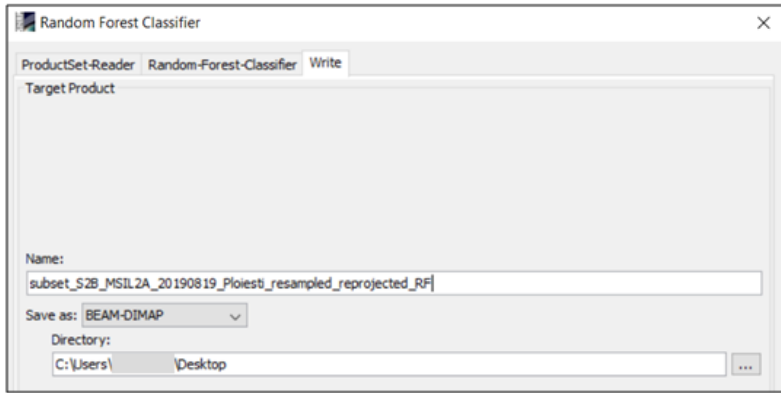 Random Forest Classifier
ProductSet-Reader Random-Forest-Classifier Write
Target Product
Name:
subset_S2B_MSIL2A_20190819_Ploiesti_resampled_reprojected_RF
Save as: BEAM-DIMAP
Directory:
C:\Users\ \Desktop ...